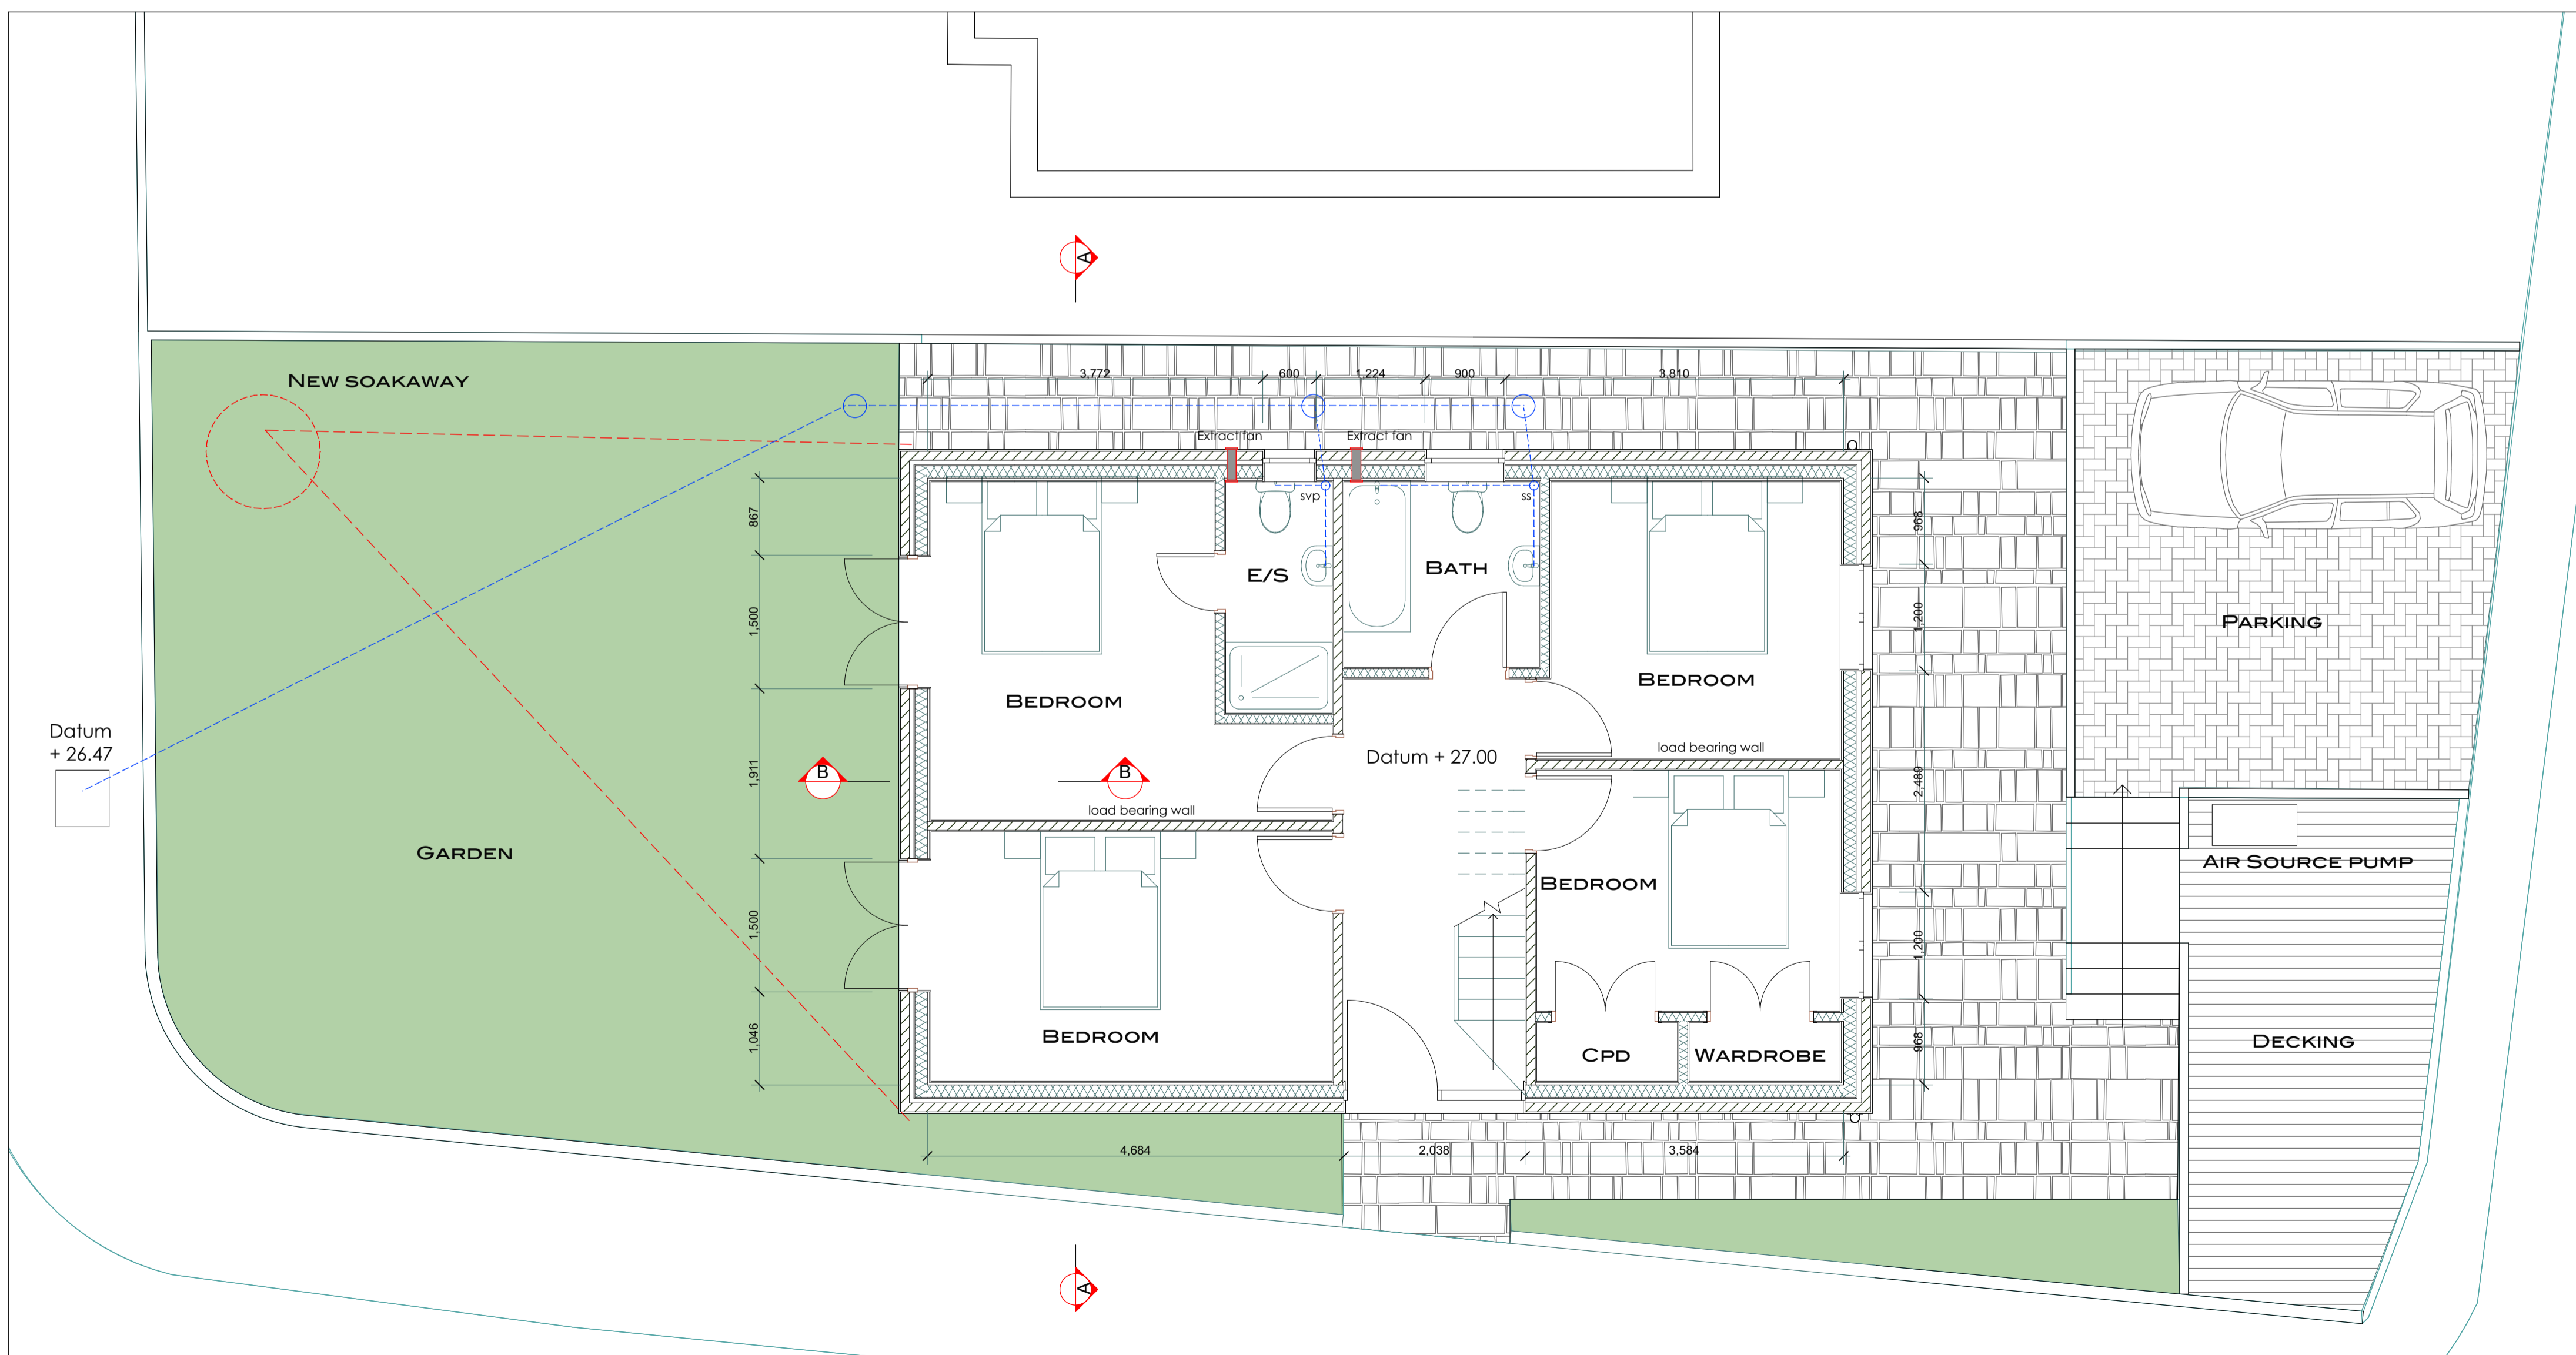 A
NEW SOAKAWAY
3,772
600
1,224
900
3,810
Extract fan
Extract fan
svp
ss
867
968
E/S
BATH
1,500
1,200
PARKING
BEDROOM
BEDROOM
Datum
+ 26.47
load bearing wall
Datum + 27.00
B
B
1,911
2,489
load bearing wall
GARDEN
AIR SOURCE PUMP
BEDROOM
1,500
1,200
BEDROOM
1,046
968
CPD
WARDROBE
DECKING
4,684
2,038
3,584
A